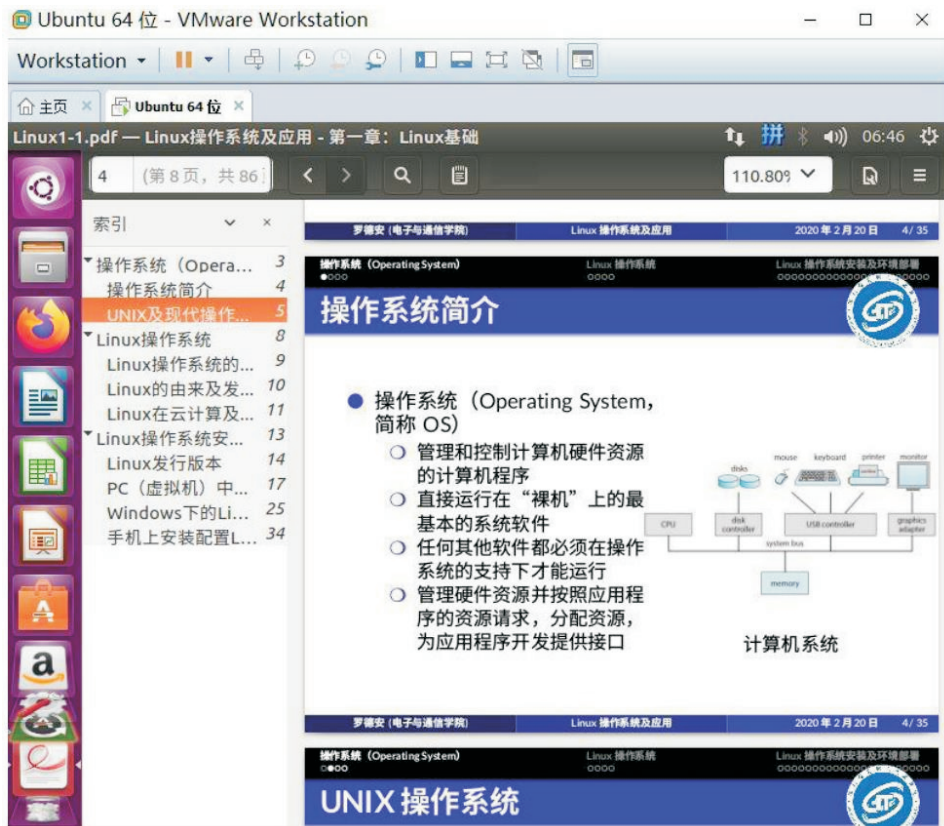 Ubuntu 64 位 - VMware Workstation
Workstation
主页
Ubuntu 64 位
Linux1-1.pdf — Linux操作系统及应用 - 第一章：Linux基础
拼
06:46
4
(第 8 页，共 86
110.80%
索引
操作系统（Opera... 3
操作系统简介 4
UNIX及现代操作... 5
Linux操作系统 8
Linux操作系统的... 9
Linux的由来及发... 10
Linux在云计算及... 11
Linux操作系统安... 13
Linux发行版本 14
PC（虚拟机）中... 17
Windows下的Li... 25
手机上安装配置L... 34
罗德安 (电子与通信学院) Linux 操作系统及应用 2020 年 2 月 20 日 4/ 35
操作系统 (Operating System) Linux 操作系统 Linux 操作系统安装及环境部署
操作系统简介
操作系统（Operating System，
简称 OS）
管理和控制计算机硬件资源
的计算机程序
直接运行在“裸机”上的最
基本的系统软件
任何其他软件都必须在操作
系统的支持下才能运行
管理硬件资源并按照应用程
序的资源请求，分配资源，
为应用程序开发提供接口
mouse keyboard printer monitor
disks
CPU
disk
controller
USB controller
graphics
adapter
system bus
memory
计算机系统
罗德安 (电子与通信学院) Linux 操作系统及应用 2020 年 2 月 20 日 4/ 35
操作系统 (Operating System) Linux 操作系统 Linux 操作系统安装及环境部署
UNIX 操作系统